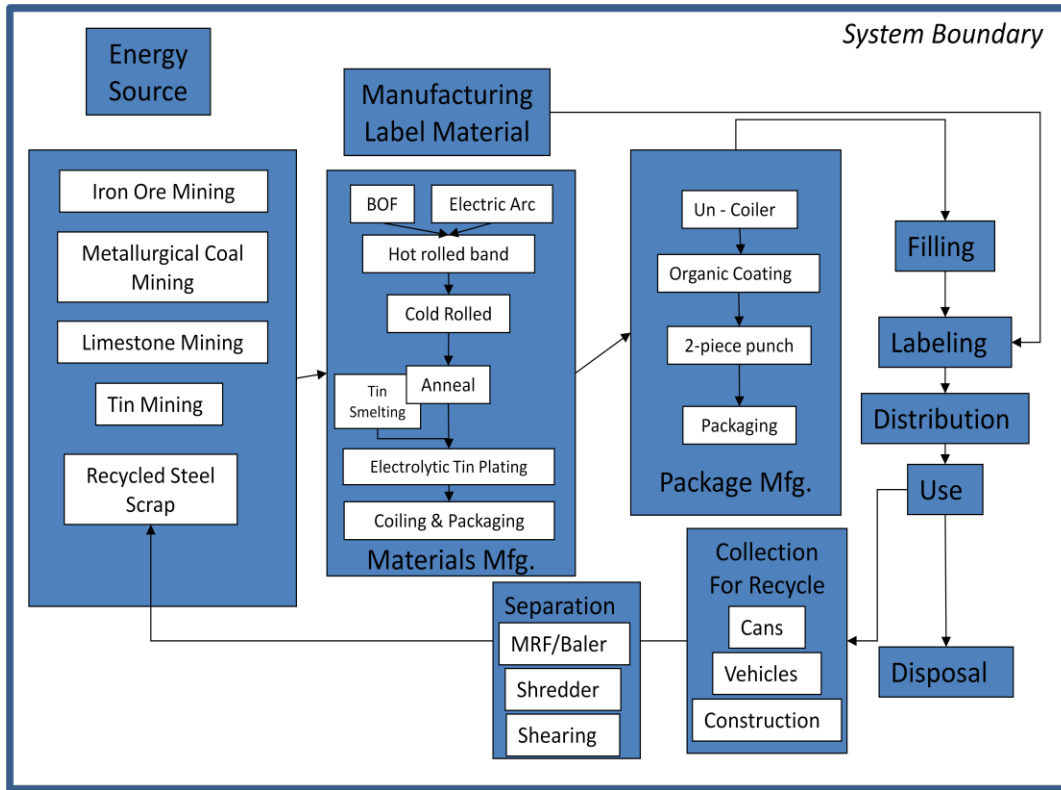 System Boundary
Energy
Source
Manufacturing
Label Material
Iron Ore Mining
Metallurgical Coal
Mining
Limestone Mining
Tin Mining
Recycled Steel
Scrap
BOF
Electric Arc
Hot rolled band
Cold Rolled
Anneal
Tin
Smelting
Electrolytic Tin Plating
Coiling & Packaging
Materials Mfg.
Un - Coiler
Organic Coating
2-piece punch
Packaging
Package Mfg.
Filling
Labeling
Distribution
Use
Disposal
Collection
For Recycle
Cans
Vehicles
Construction
Separation
MRF/Baler
Shredder
Shearing